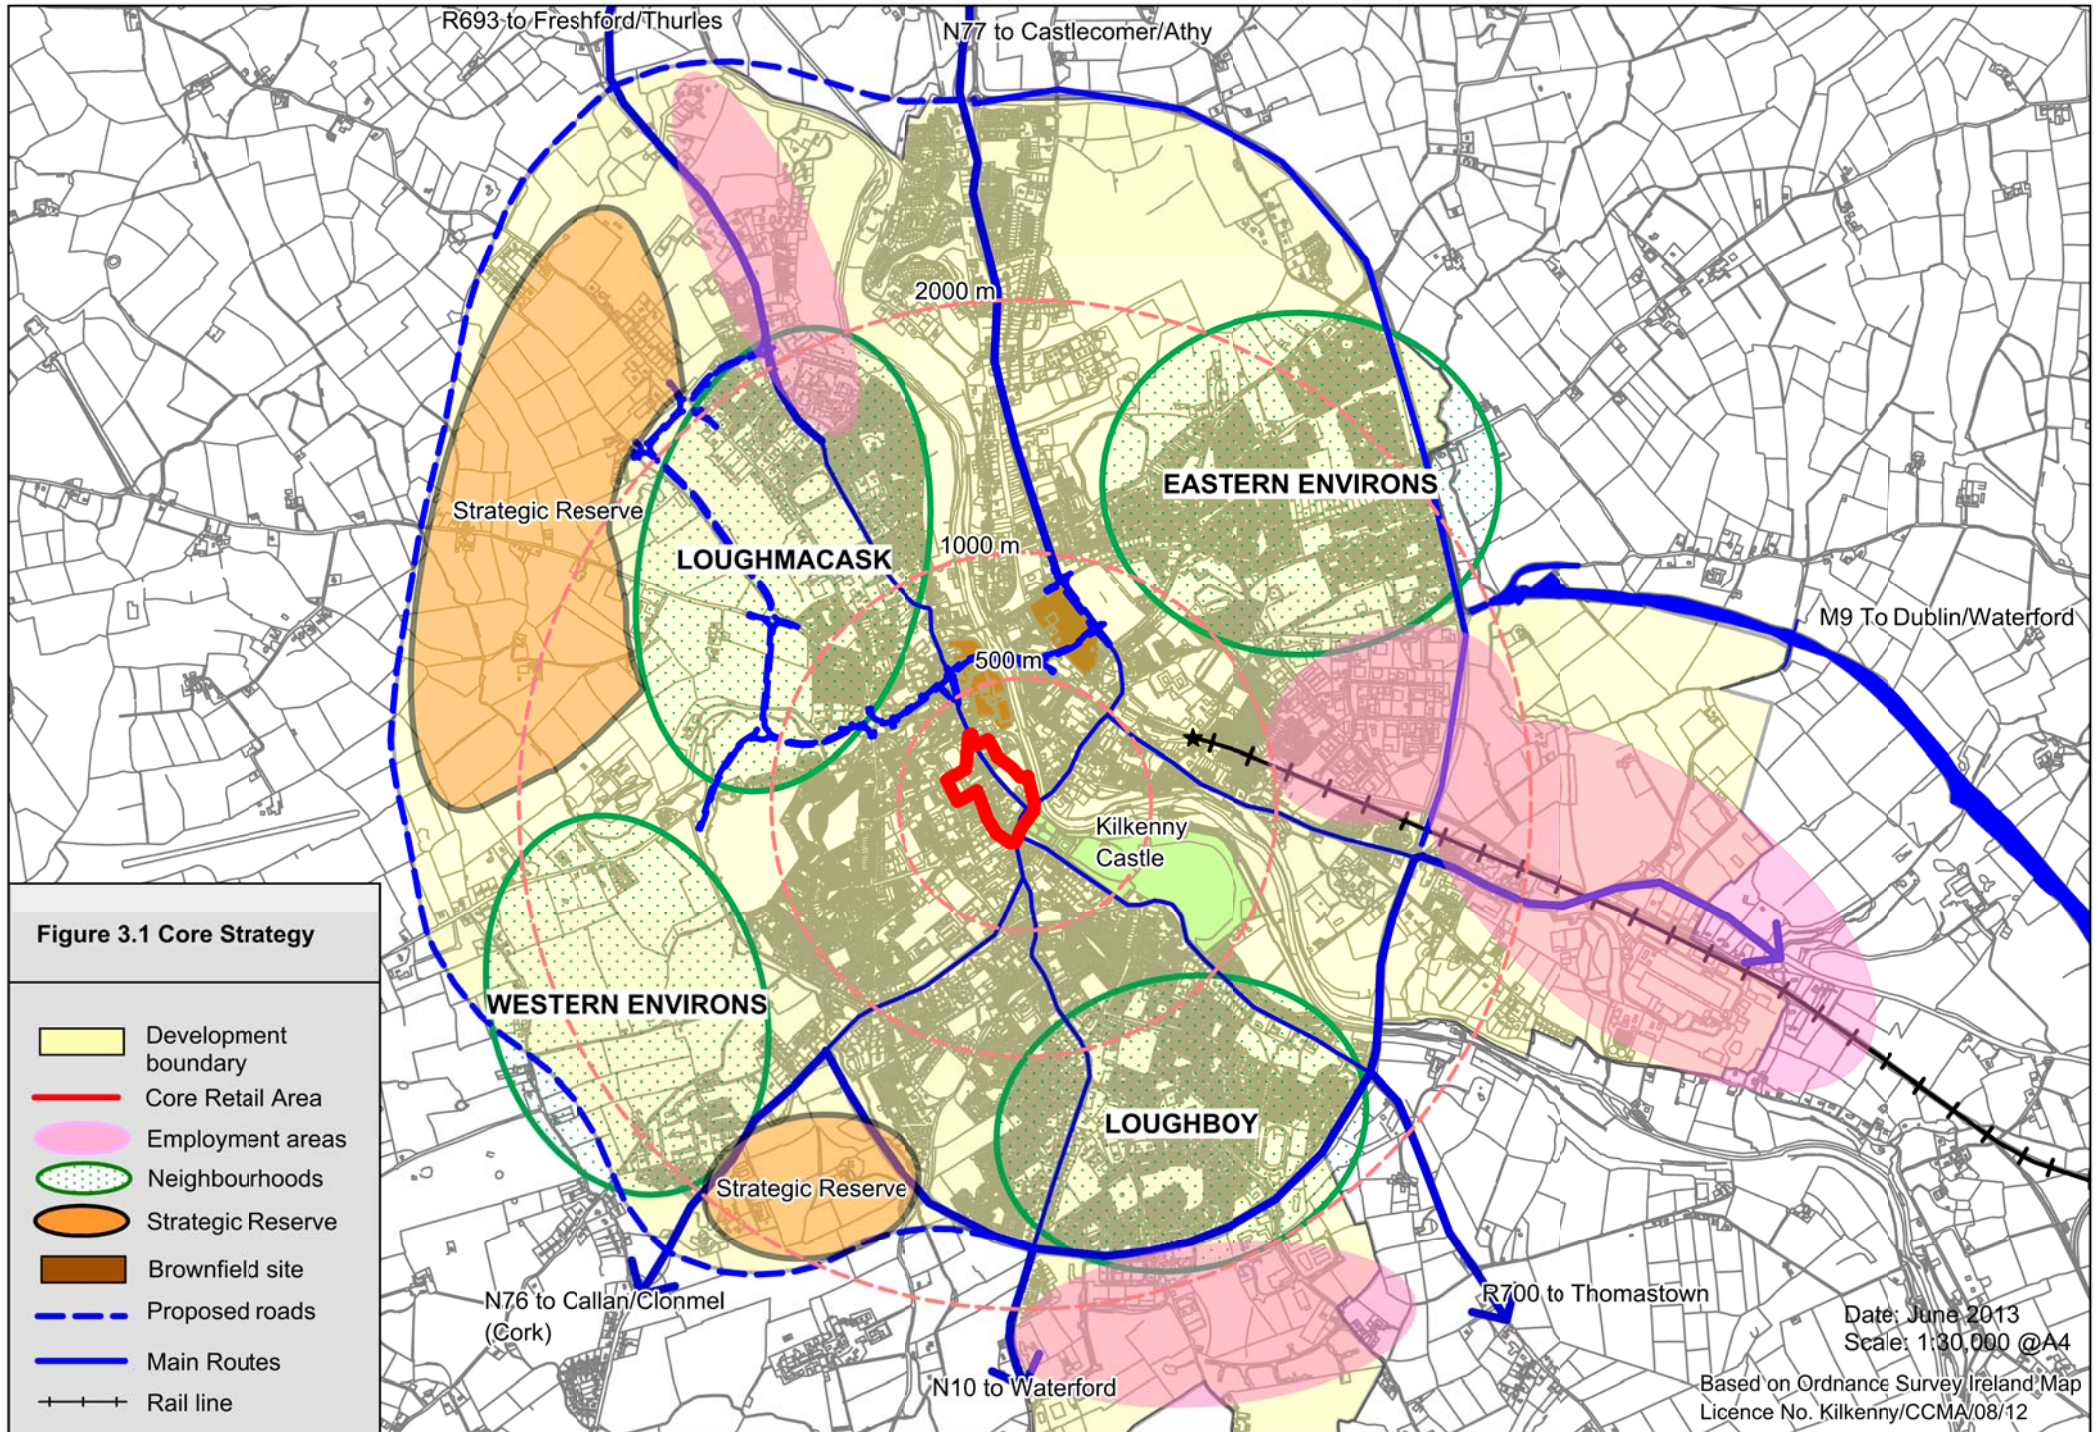 R693 to Freshford/Thurles
N77 to Castlecomer/Athy
2000 m
Strategic Reserve
EASTERN ENVIRONS
1000 m
LOUGHMACASK
M9 To Dublin/Waterford
500 m
Kilkenny
Castle
WESTERN ENVIRONS
LOUGHBOY
Strategic Reserve
N76 to Callan/Clonmel
(Cork)
R700 to Thomastown
N10 to Waterford
Date: June 2013
Scale: 1:30,000 @A4
Based on Ordnance Survey Ireland Map
Licence No. Kilkenny/CCMA/08/12
Figure 3.1 Core Strategy
Development
boundary
Core Retail Area
Employment areas
Neighbourhoods
Strategic Reserve
Brownfield site
Proposed roads
Main Routes
Rail line